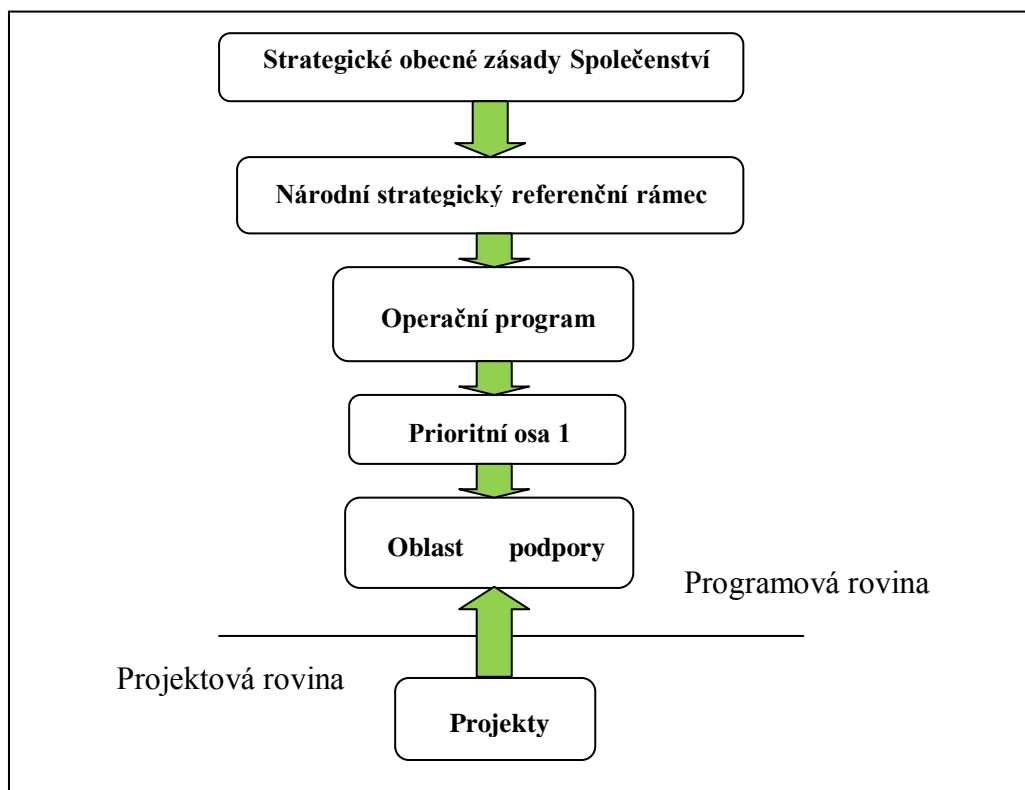 Strategické obecné zásady Společenství
Národní strategický referenční rámec
Operační program
Prioritní osa 1
Oblast podpory
Programová rovina
Projektová rovina
Projekty